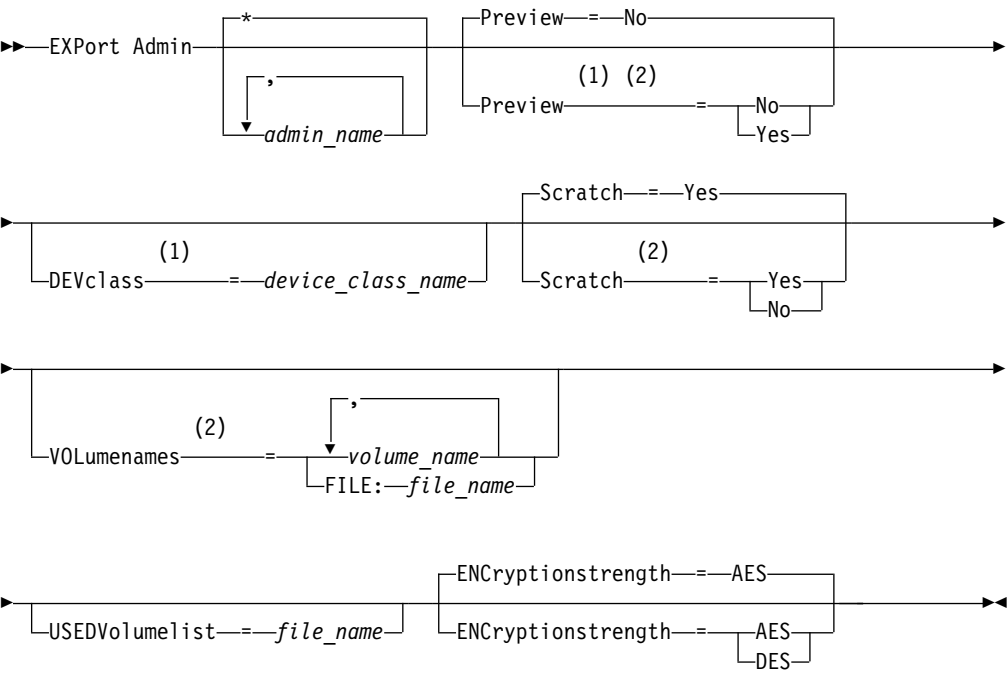 * Preview = No
EXPort Admin
, (1) (2)
Preview = No
admin_name Yes
Scratch = Yes
(1) (2)
DEVclass = device_class_name Scratch = Yes
No
,
(2)
VOLumenames = volume_name
FILE: file_name
ENCryptionstrength = AES
USEDVolumelist = file_name ENCryptionstrength = AES
DES